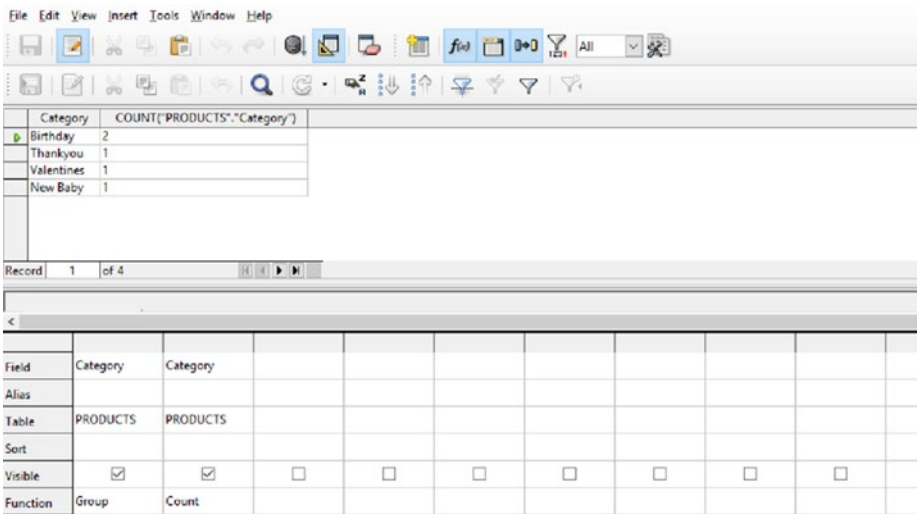 File Edit View Insert Tools Window Help
f(x) All
Category COUNT("PRODUCTS"."Category")
Birthday 2
Thankyou 1
Valentines 1
New Baby 1
Record 1 of 4
Field Category Category
Alias
Table PRODUCTS PRODUCTS
Sort
Visible
Function Group Count